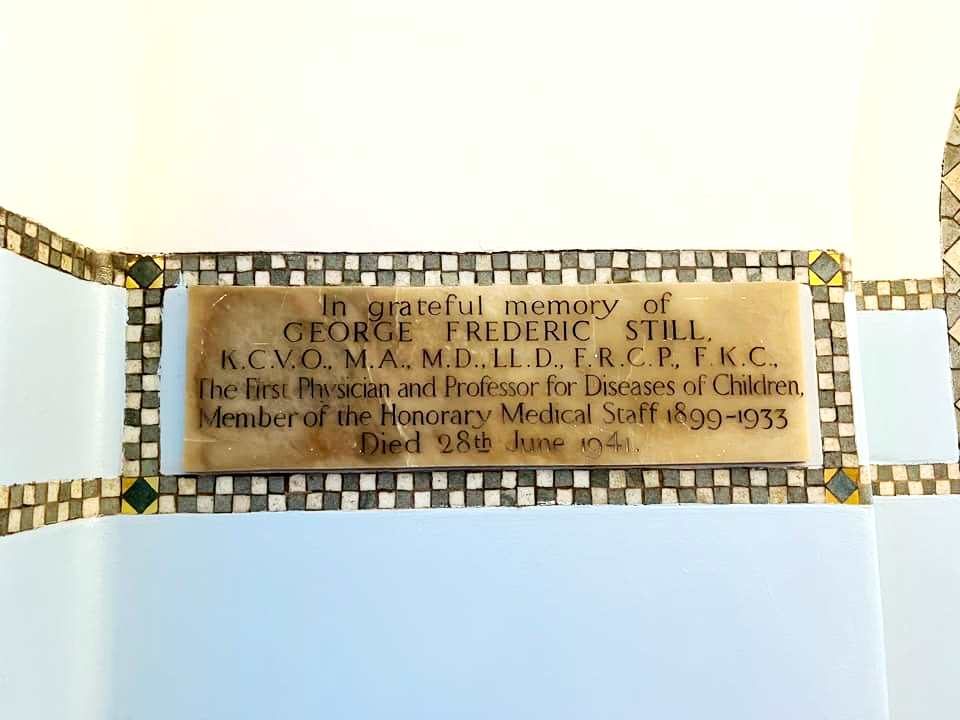 In grateful memory of
GEORGE FREDERIC STILL,
K.C.V.O., M.A., M.D., LL.D., F.R.C.P., F.K.C.,
The First Physician and Professor for Diseases of Children,
Member of the Honorary Medical Staff 1899-1933
Died 28th June 1941.